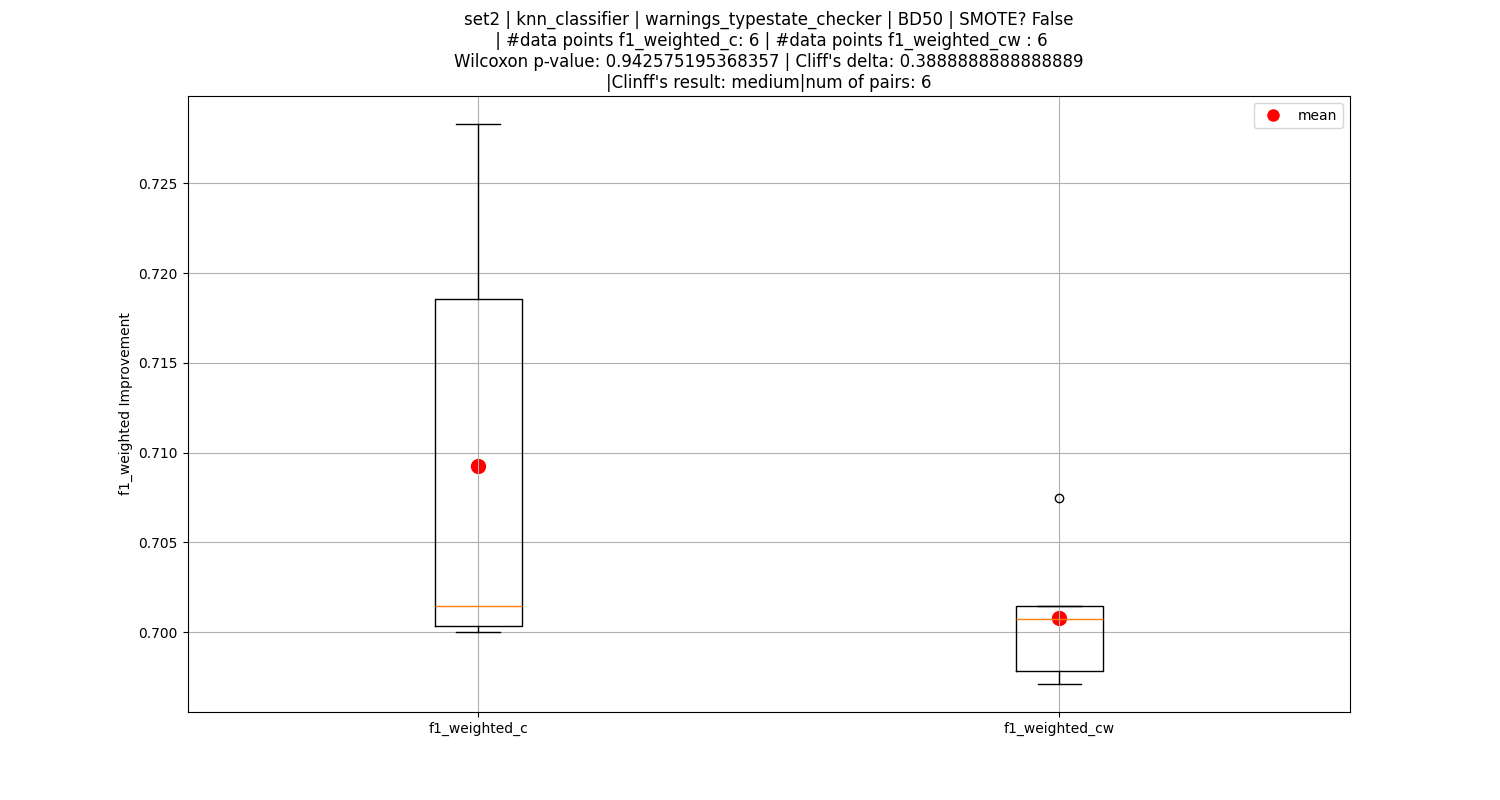 set2 | knn_classifier | warnings_typestate_checker | BD50 | SMOTE? False
| #data points f1_weighted_c: 6 | #data points f1_weighted_cw : 6
Wilcoxon p-value: 0.942575195368357 | Cliff's delta: 0.3888888888888889
|Clinff's result: medium|num of pairs: 6
mean
f1_weighted Improvement
0.725
0.720
0.715
0.710
0.705
0.700
f1_weighted_c
f1_weighted_cw